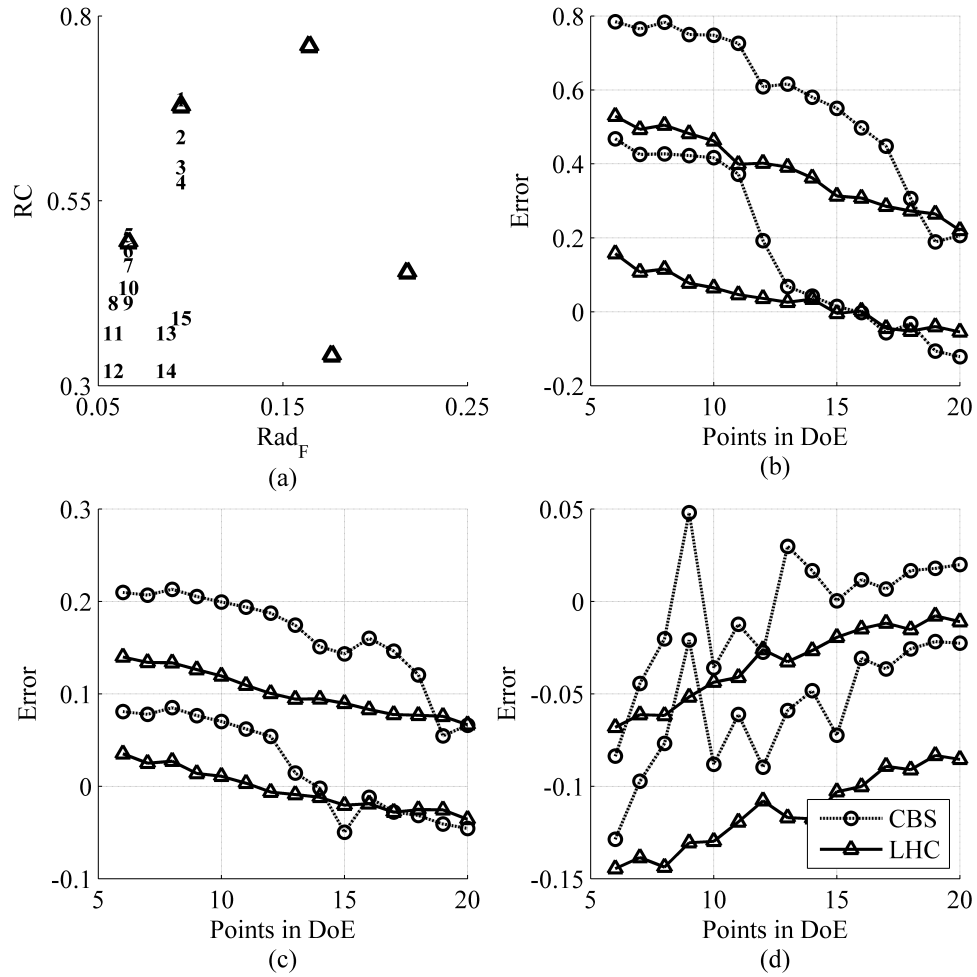 0.8
RC
0.55
0.3
1
2
3
4
5
6
7
10
8 9
15
11 13
12 14
0.05 0.15 0.25
Rad_F
(a)
0.8
0.6
0.4
Error
0.2
0
-0.2
5 10 15 20
Points in DoE
(b)
0.3
0.2
Error
0.1
0
-0.1
5 10 15 20
Points in DoE
(c)
0.05
0
Error
-0.05
-0.1
-0.15
CBS
LHC
5 10 15 20
Points in DoE
(d)